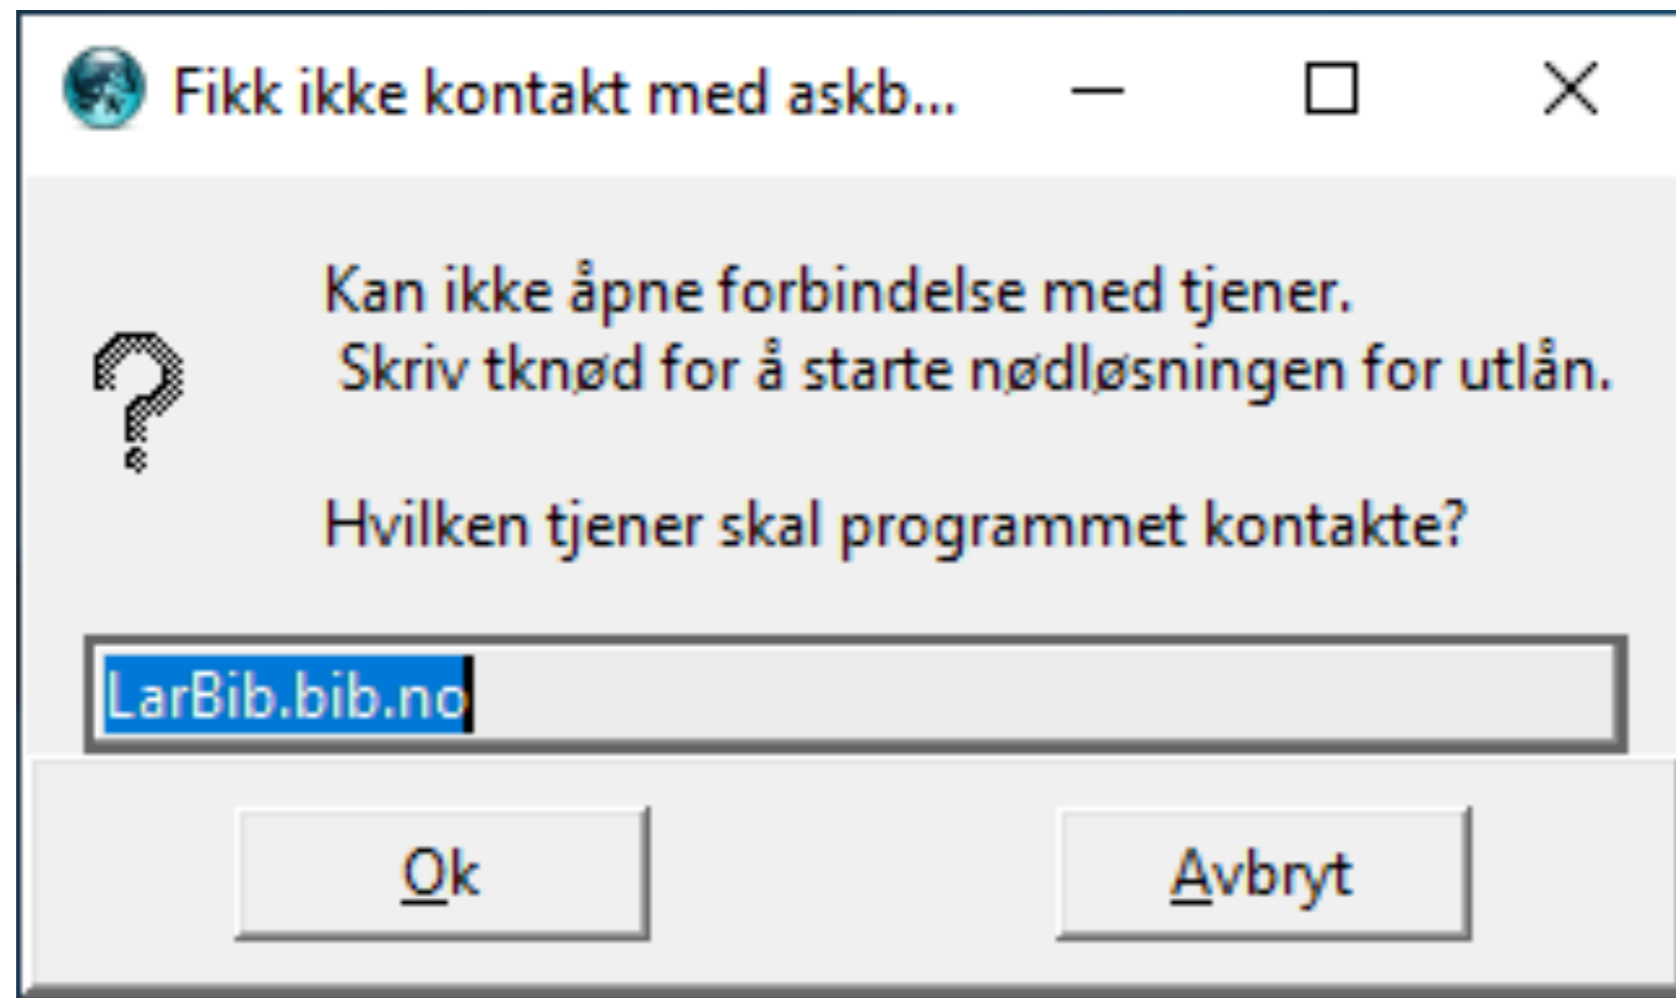 Fikk ikke kontakt med askb...
Kan ikke åpne forbindelse med tjener.
Skriv tknød for å starte nødløsningen for utlån.
Hvilken tjener skal programmet kontakte?
LarBib.bib.no
Ok
Avbryt